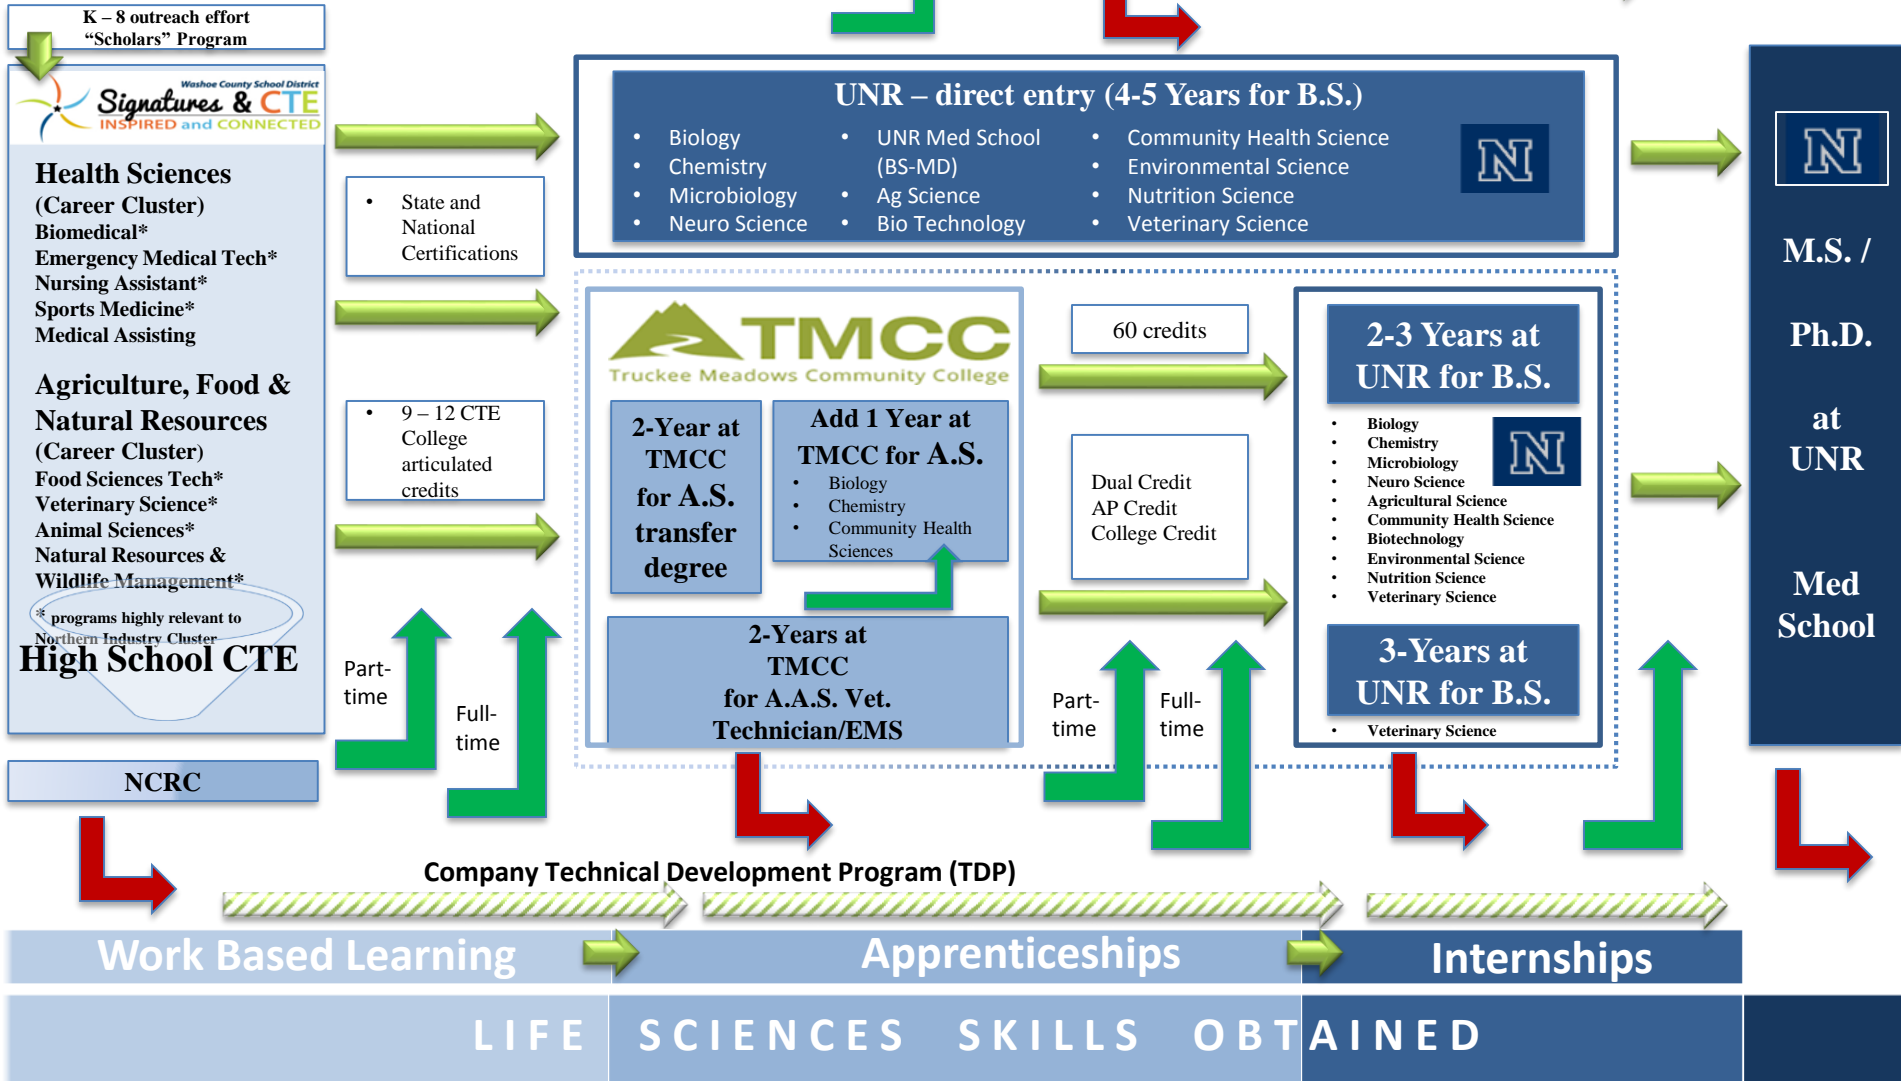 K – 8 outreach effort
“Scholars” Program
Washoe County School District
Signatures & CTE
INSPIRED and CONNECTED
Health Sciences
(Career Cluster)
Biomedical*
Emergency Medical Tech*
Nursing Assistant*
Sports Medicine*
Medical Assisting
Agriculture, Food &
Natural Resources
(Career Cluster)
Food Sciences Tech*
Veterinary Science*
Animal Sciences*
Natural Resources &
Wildlife Management*
* programs highly relevant to
Northern Industry Cluster
High School CTE
NCRC
• State and
National
Certifications
• 9 – 12 CTE
College
articulated
credits
Part-
time
Full-
time
UNR – direct entry (4-5 Years for B.S.)
• Biology
• Chemistry
• Microbiology
• Neuro Science
• UNR Med School
(BS-MD)
• Ag Science
• Bio Technology
• Community Health Science
• Environmental Science
• Nutrition Science
• Veterinary Science
N
TMCC
Truckee Meadows Community College
2-Year at
TMCC
for A.S.
transfer
degree
Add 1 Year at
TMCC for A.S.
• Biology
• Chemistry
• Community Health
Sciences
2-Years at
TMCC
for A.A.S. Vet.
Technician/EMS
60 credits
Dual Credit
AP Credit
College Credit
Part-
time
Full-
time
2-3 Years at
UNR for B.S.
• Biology
• Chemistry
• Microbiology
• Neuro Science
• Agricultural Science
• Community Health Science
• Biotechnology
• Environmental Science
• Nutrition Science
• Veterinary Science
N
3-Years at
UNR for B.S.
• Veterinary Science
N
M.S. /
Ph.D.
at
UNR
Med
School
Company Technical Development Program (TDP)
Work Based Learning
Apprenticeships
Internships
LIFE SCIENCES SKILLS OBTAINED